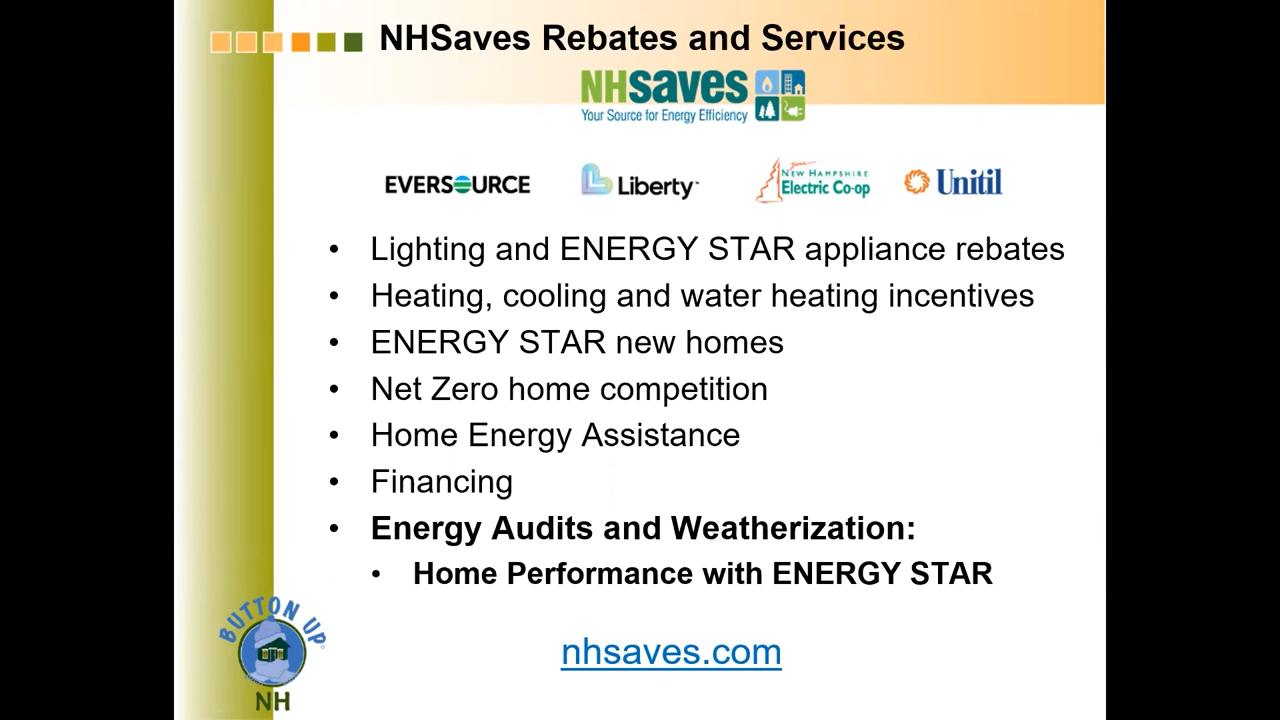 NHSaves Rebates and Services
NHsaves
Your Source for Energy Efficiency
EVERSOURCE
Liberty™
your
NEW HAMPSHIRE
Electric Co-op
Unitil
• Lighting and ENERGY STAR appliance rebates
• Heating, cooling and water heating incentives
• ENERGY STAR new homes
• Net Zero home competition
• Home Energy Assistance
• Financing
• Energy Audits and Weatherization:
• Home Performance with ENERGY STAR
BUTTON UP
NH
nhsaves.com